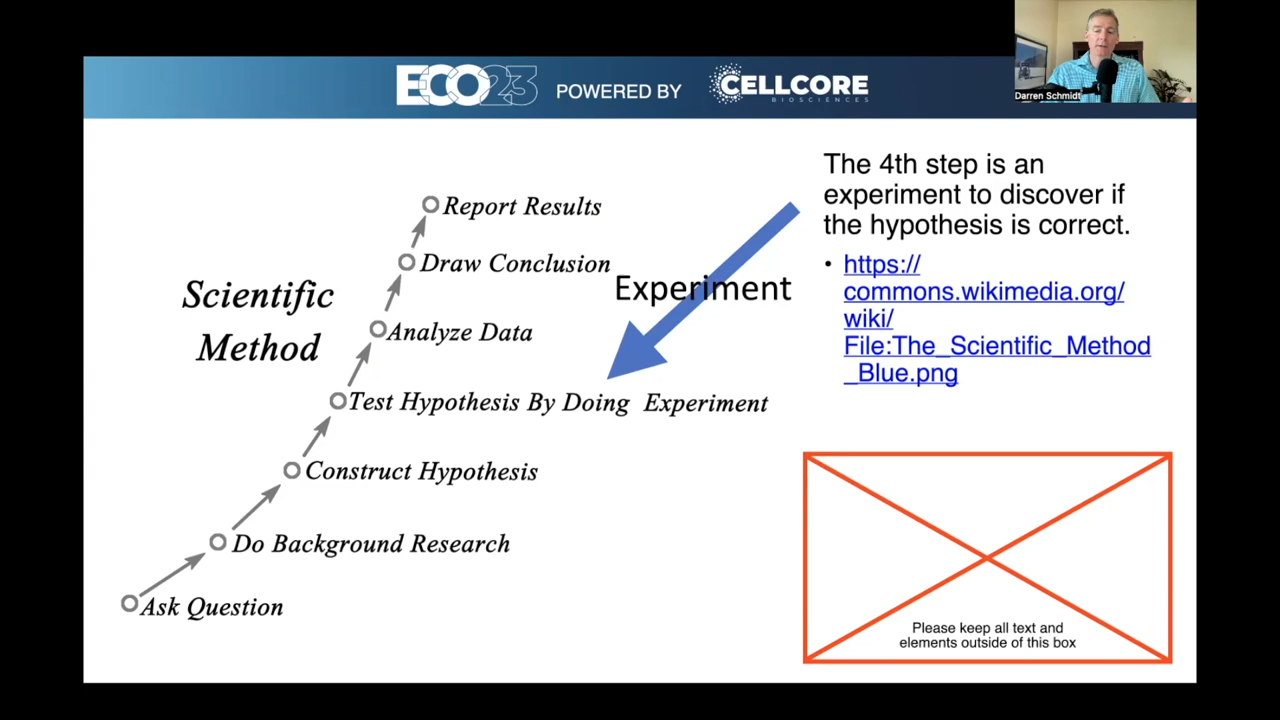 ECO23 POWERED BY CELLCORE
BIOSCIENCES
Darren Schmidt
The 4th step is an
experiment to discover if
the hypothesis is correct.
• https://
commons.wikimedia.org/
wiki/
File:The_Scientific_Method
_Blue.png
Report Results
Draw Conclusion
Experiment
Scientific
Method
Analyze Data
Test Hypothesis By Doing Experiment
Construct Hypothesis
Do Background Research
Ask Question
Please keep all text and
elements outside of this box